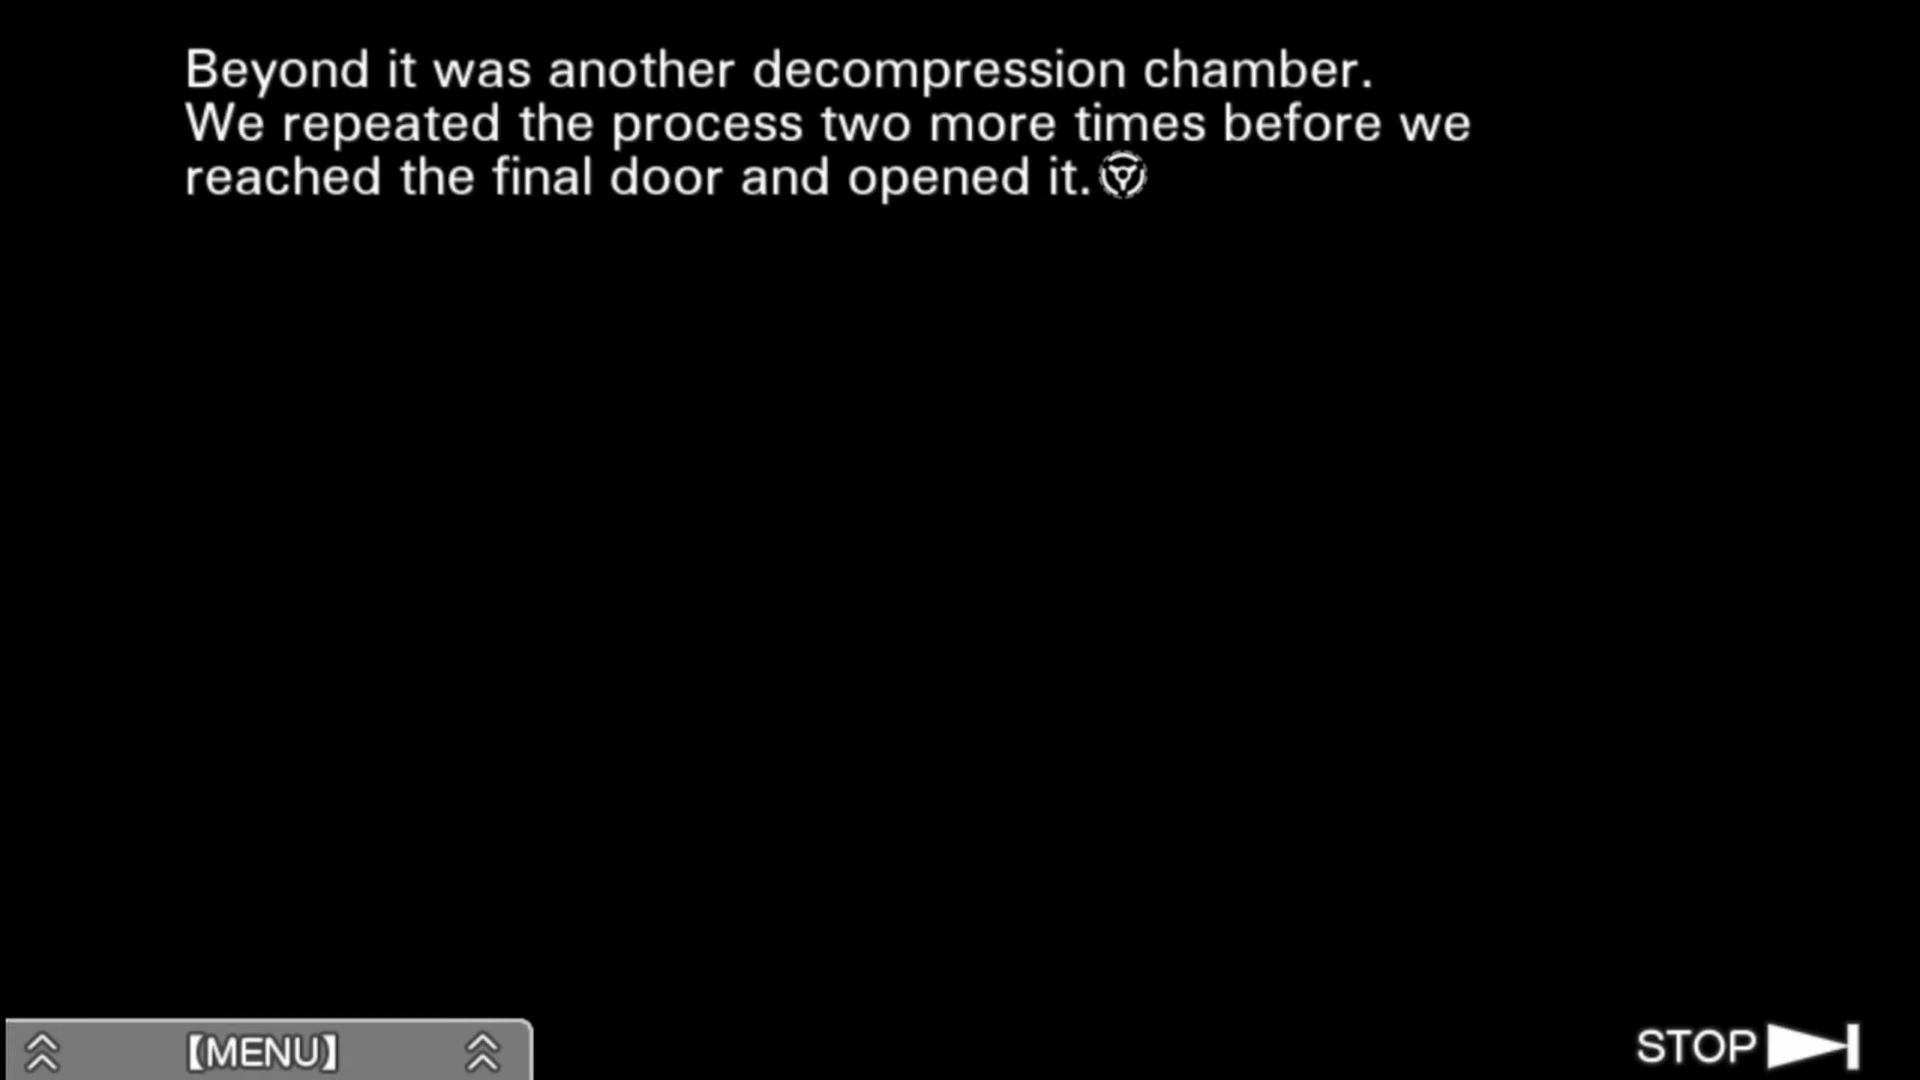 Beyond it was another decompression chamber.
We repeated the process two more times before we
reached the final door and opened it.
【MENU】
STOP